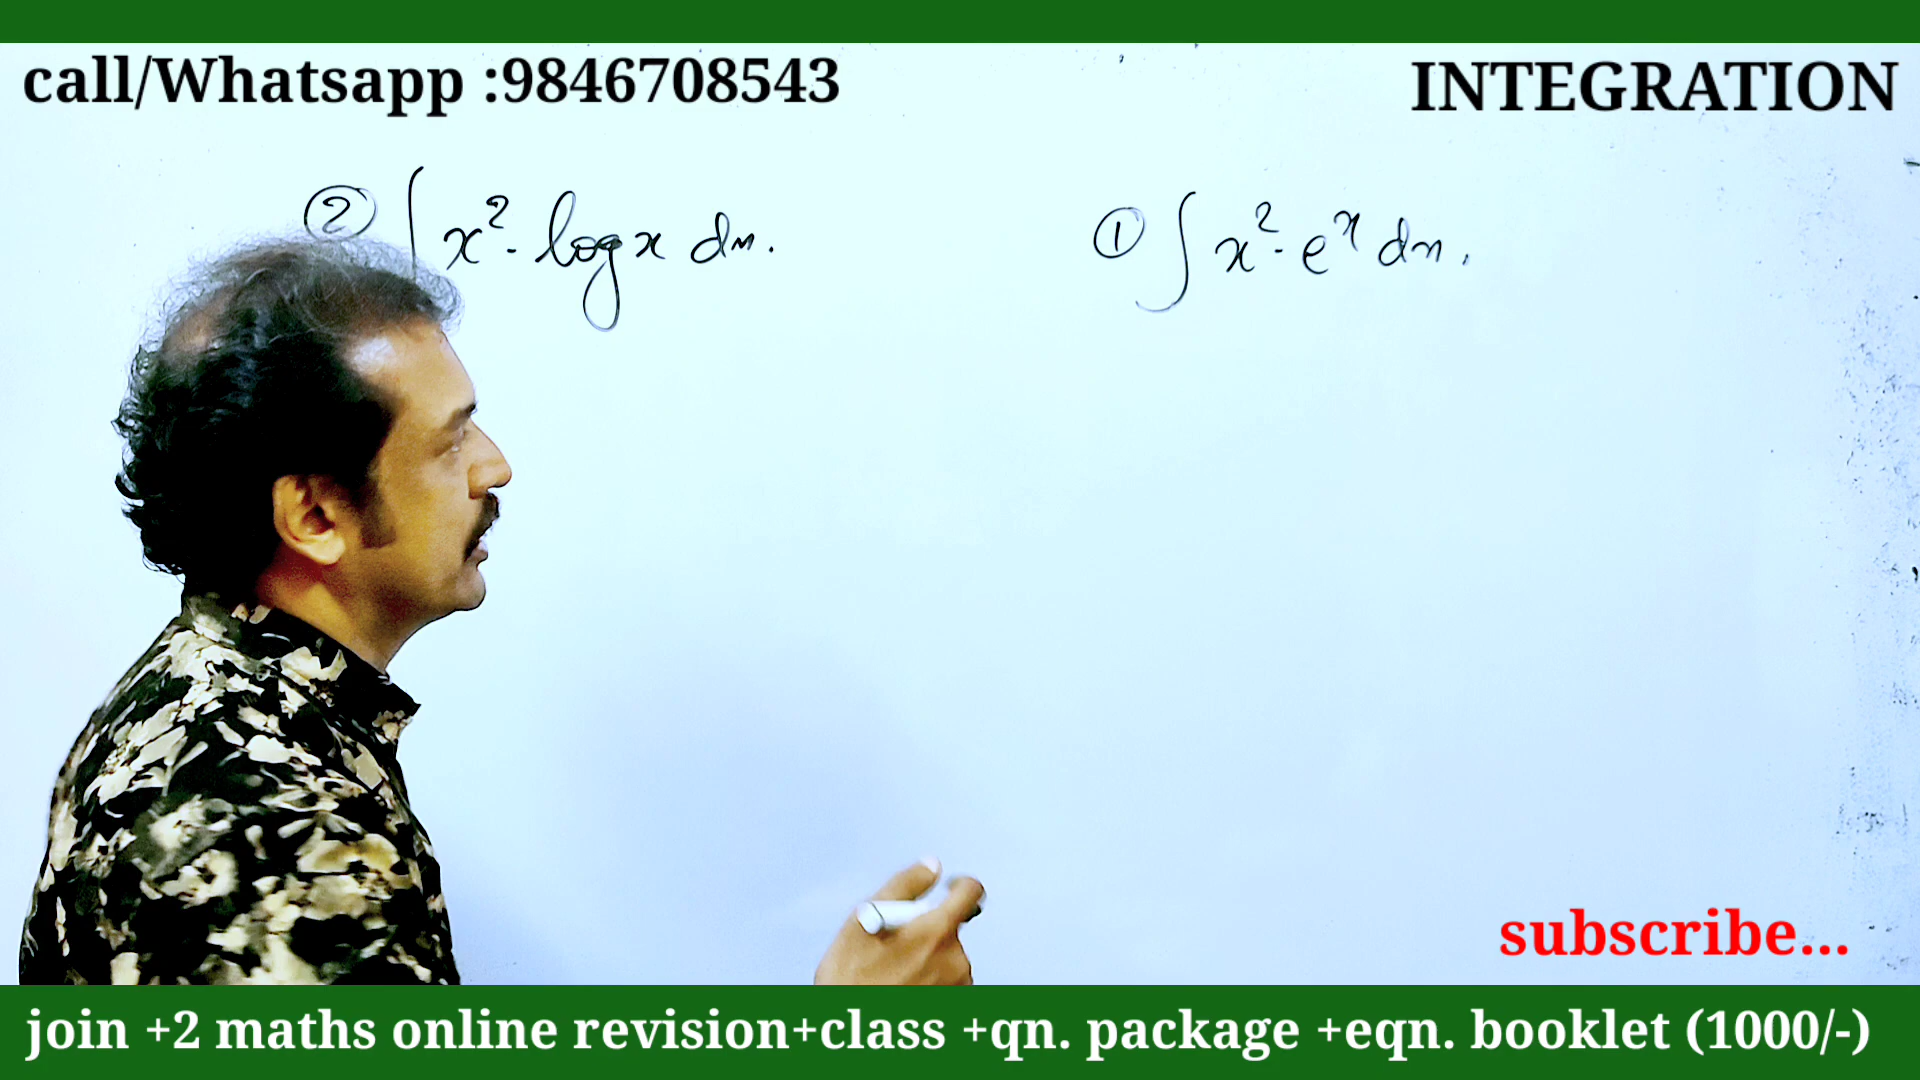 call/Whatsapp :9846708543
INTEGRATION
② ∫ x². log x dx.
① ∫ x². eˣ dx.
subscribe...
join +2 maths online revision+class +qn. package +eqn. booklet (1000/-)